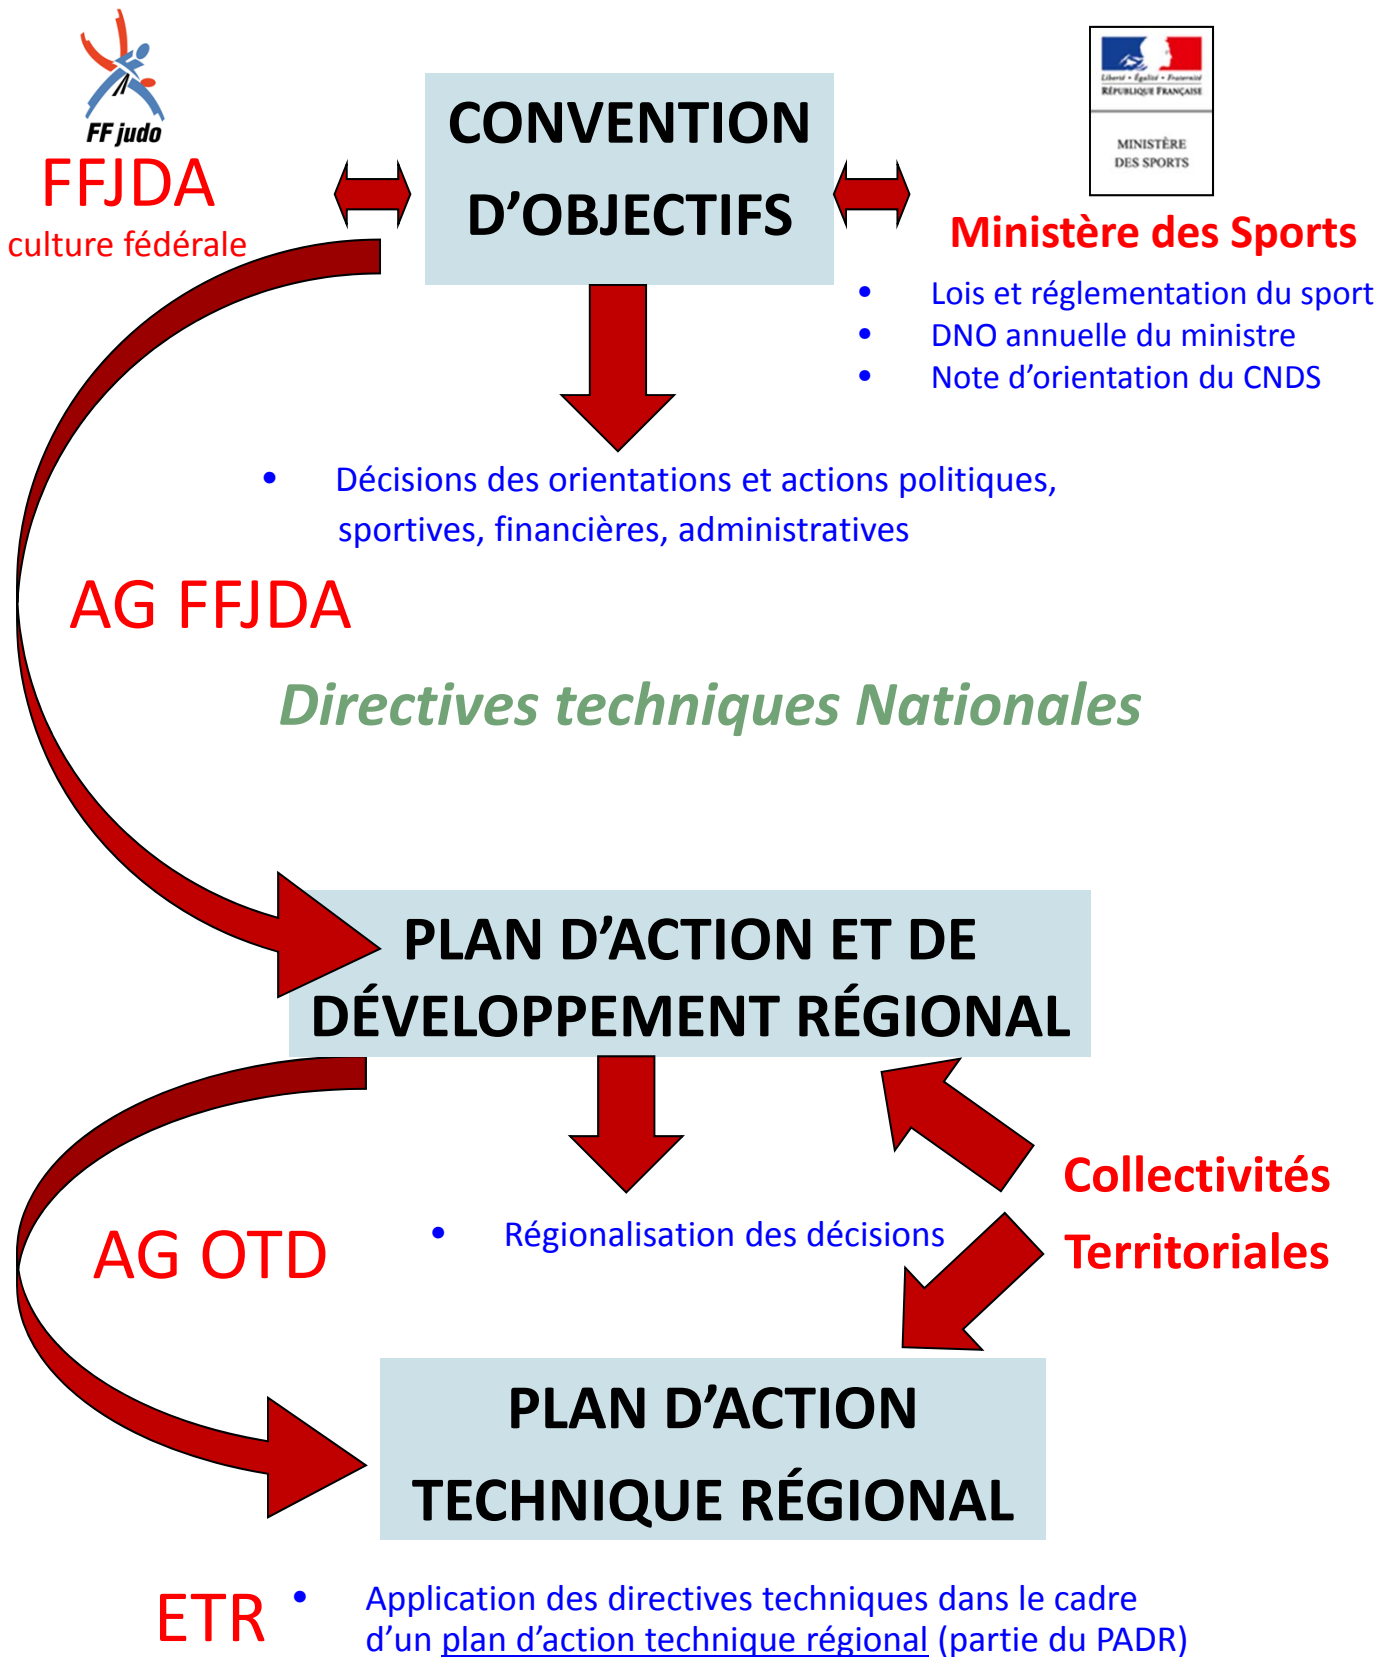 FF judo
FFJDA
culture fédérale
CONVENTION
D’OBJECTIFS
Liberté • Égalité • Fraternité
RÉPUBLIQUE FRANÇAISE
MINISTÈRE
DES SPORTS
Ministère des Sports
• Lois et réglementation du sport
• DNO annuelle du ministre
• Note d’orientation du CNDS
• Décisions des orientations et actions politiques,
sportives, financières, administratives
AG FFJDA
Directives techniques Nationales
PLAN D’ACTION ET DE
DÉVELOPPEMENT RÉGIONAL
Collectivités
Territoriales
AG OTD
• Régionalisation des décisions
PLAN D’ACTION
TECHNIQUE RÉGIONAL
ETR
• Application des directives techniques dans le cadre
d’un plan d’action technique régional (partie du PADR)